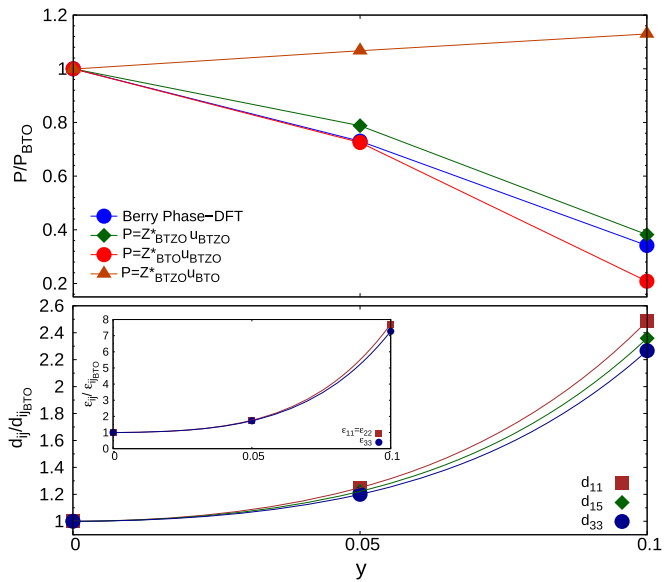 1.2
1
0.8
0.6
0.4
0.2
P/P_BTO
Berry Phase−DFT
P=Z*_BTZO u_BTZO
P=Z*_BTO u_BTZO
P=Z*_BTZO u_BTO
2.6
2.4
2.2
2
1.8
1.6
1.4
1.2
1
d_ij/d_ij_BTO
8
7
6
5
4
3
2
1
0
ε_ij/ ε_ij_BTO
ε_11=ε_22
ε_33
0 0.05 0.1
d_11
d_15
d_33
0 0.05 0.1
y